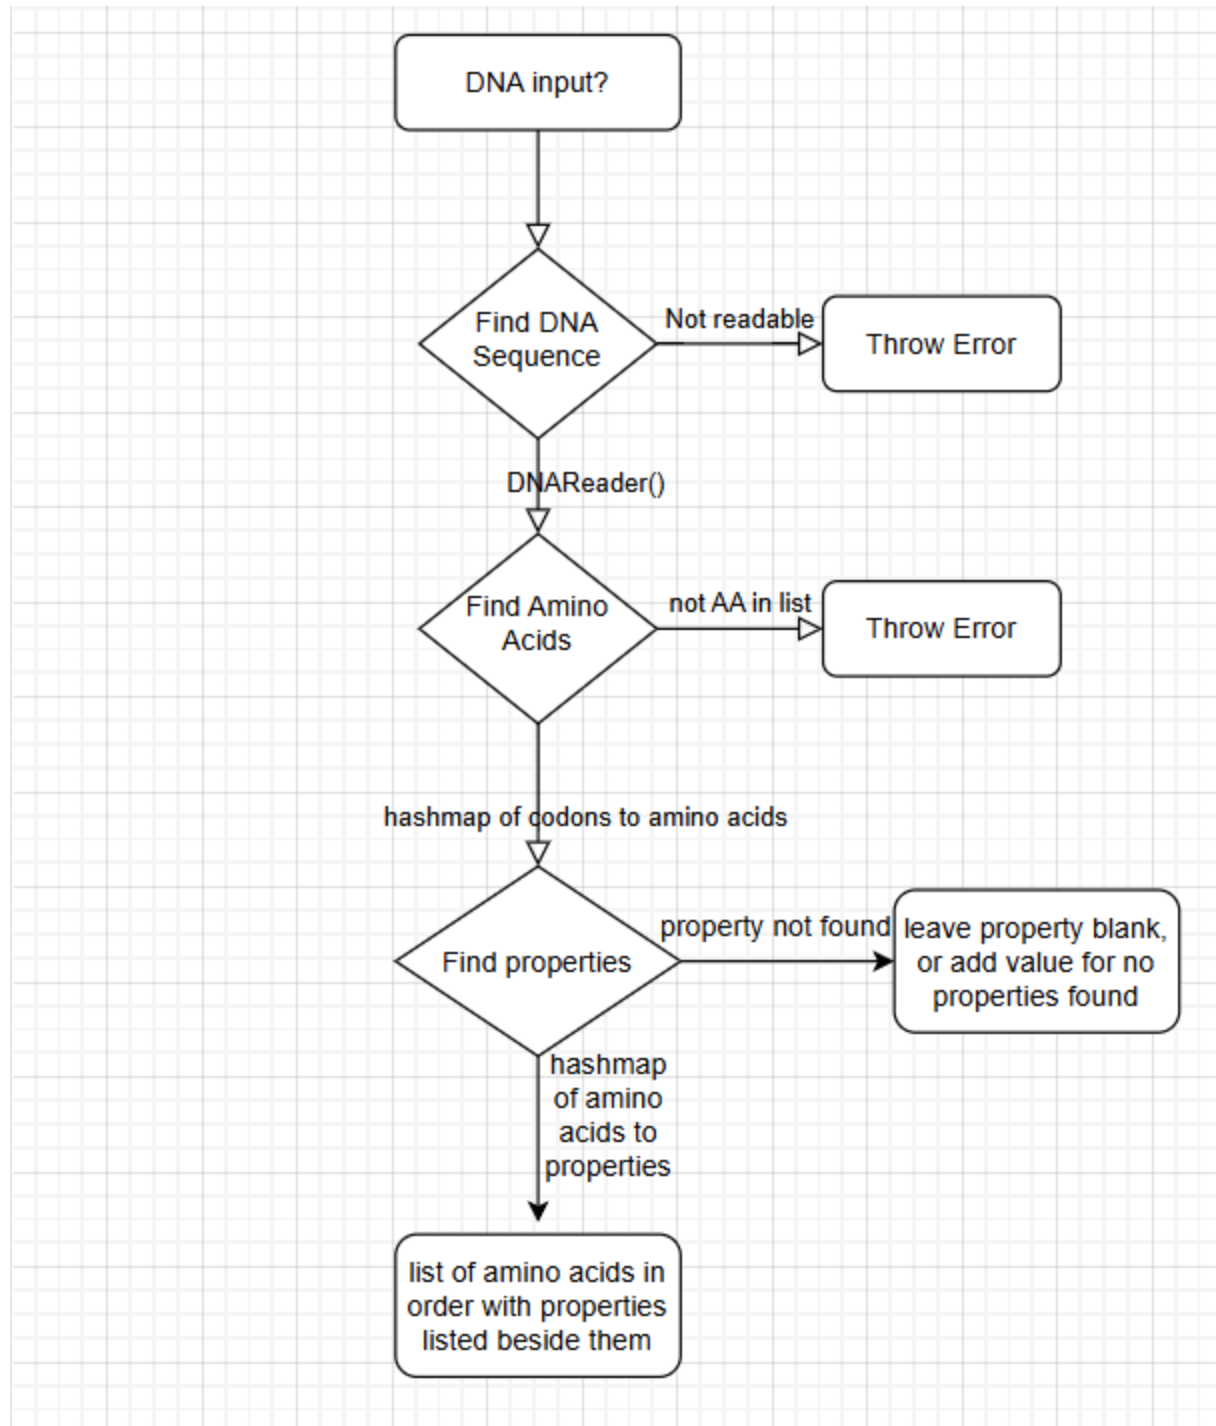 DNA input?
Find DNA
Sequence
Not readable
Throw Error
DNAReader()
Find Amino
Acids
not AA in list
Throw Error
hashmap of codons to amino acids
Find properties
property not found
leave property blank,
or add value for no
properties found
hashmap
of amino
acids to
properties
list of amino acids in
order with properties
listed beside them